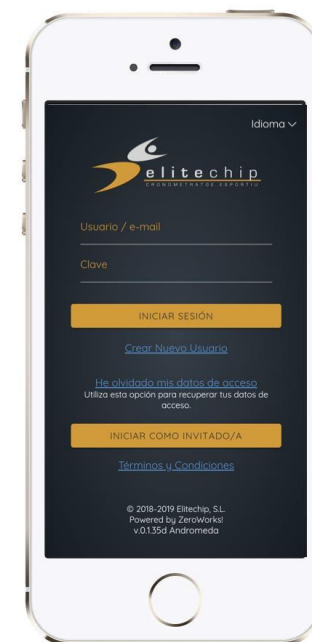 Idioma
elitechip
CRONOMETRATGE ESPORTIU
Usuario / e-mail
Clave
INICIAR SESIÓN
Crear Nuevo Usuario
He olvidado mis datos de acceso
Utiliza esta opción para recuperar tus datos de
acceso.
INICIAR COMO INVITADO/A
Términos y Condiciones
© 2018-2019 Elitechip, S.L.
Powered by ZeroWorks!
v.0.1.35d Andromeda